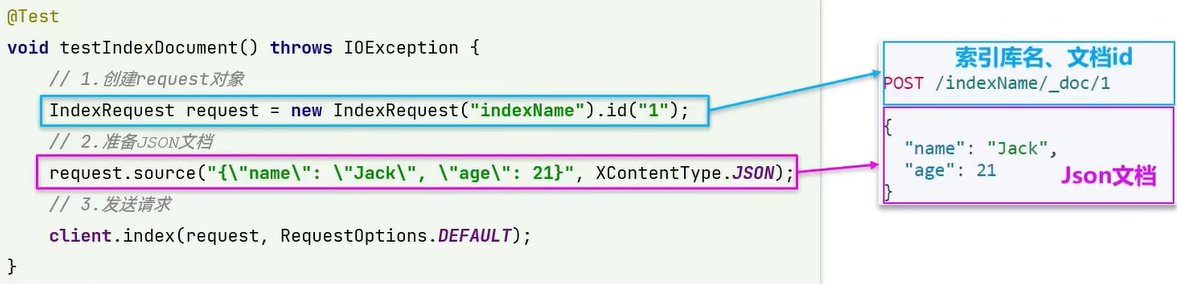 @Test
void testIndexDocument() throws IOException {
// 1.创建request对象
IndexRequest request = new IndexRequest("indexName").id("1");
// 2.准备JSON文档
request.source("{\"name\": \"Jack\", \"age\": 21}", XContentType.JSON);
// 3.发送请求
client.index(request, RequestOptions.DEFAULT);
}
索引库名、文档id
POST /indexName/_doc/1
{
"name": "Jack",
"age": 21
Json文档
}